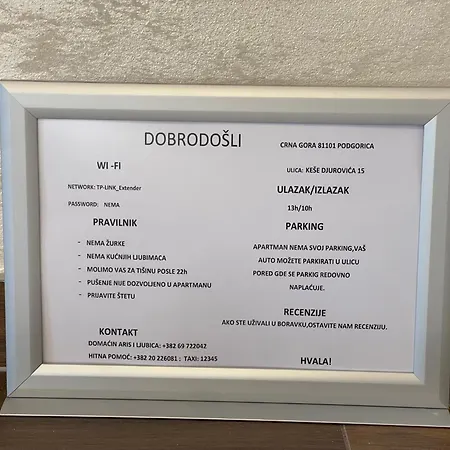 DOBRODOŠLI
CRNA GORA 81101 PODGORICA
WI -FI
NETWORK: TP-LINK_Extender
PASSWORD: NEMA
PRAVILNIK
- NEMA ŽURKE
- NEMA KUĆNJIH LJUBIMACA
- MOLIMO VAS ZA TIŠINU POSLE 22h
- PUŠENJE NIJE DOZVOLJENO U APARTMANU
- PRIJAVITE ŠTETU
KONTAKT
DOMAĆIN ARIS I LJUBICA: +382 69 722042
HITNA POMOĆ: +382 20 226081 ; TAXI: 12345
ULICA: KEŠE DJUROVIĆA 15
ULAZAK/IZLAZAK
13h/10h
PARKING
APARTMAN NEMA SVOJ PARKING,VAŠ
AUTO MOŽETE PARKIRATI U ULICU
PORED GDE SE PARKIG REDOVNO
NAPLAĆUJE.
RECENZIJE
AKO STE UŽIVALI U BORAVKU,OSTAVITE NAM RECENZIJU.
HVALA!